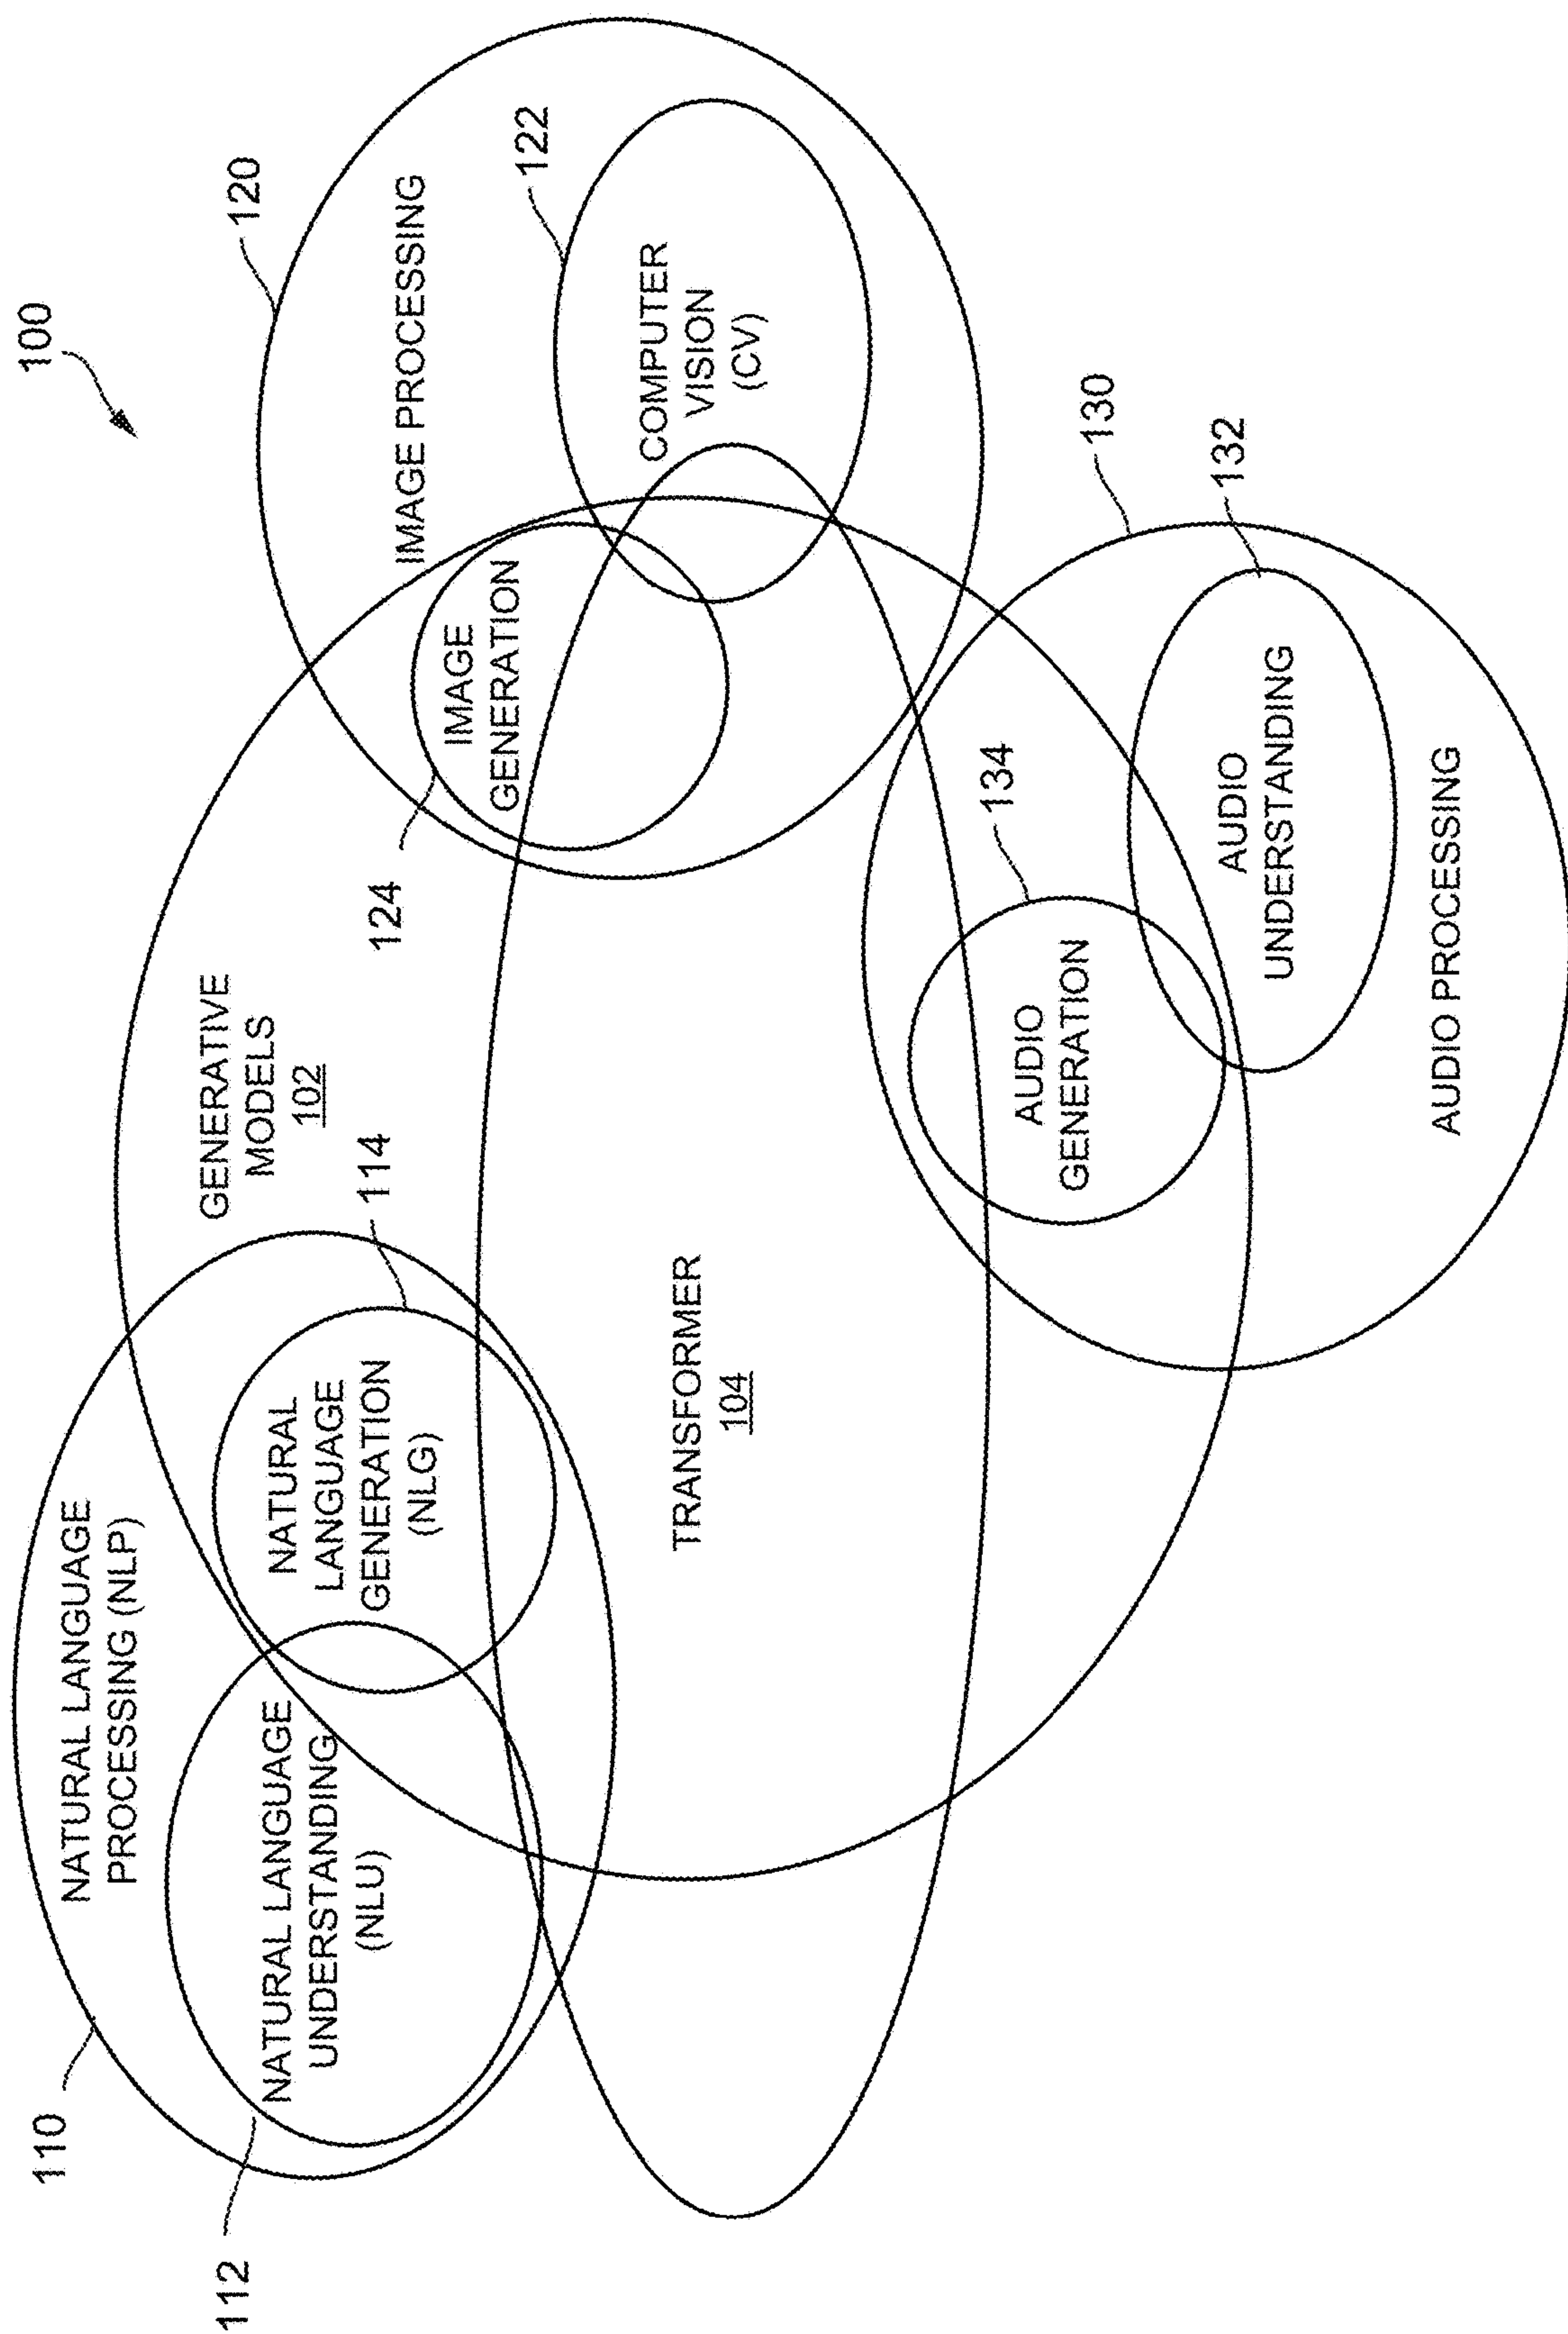 100
110
NATURAL LANGUAGE
PROCESSING (NLP)
112
NATURAL LANGUAGE
UNDERSTANDING
(NLU)
NATURAL
LANGUAGE
GENERATION
(NLG)
114
GENERATIVE
MODELS
102
120
IMAGE PROCESSING
124
IMAGE
GENERATION
122
COMPUTER
VISION
(CV)
TRANSFORMER
104
130
134
AUDIO
GENERATION
132
AUDIO
UNDERSTANDING
AUDIO PROCESSING